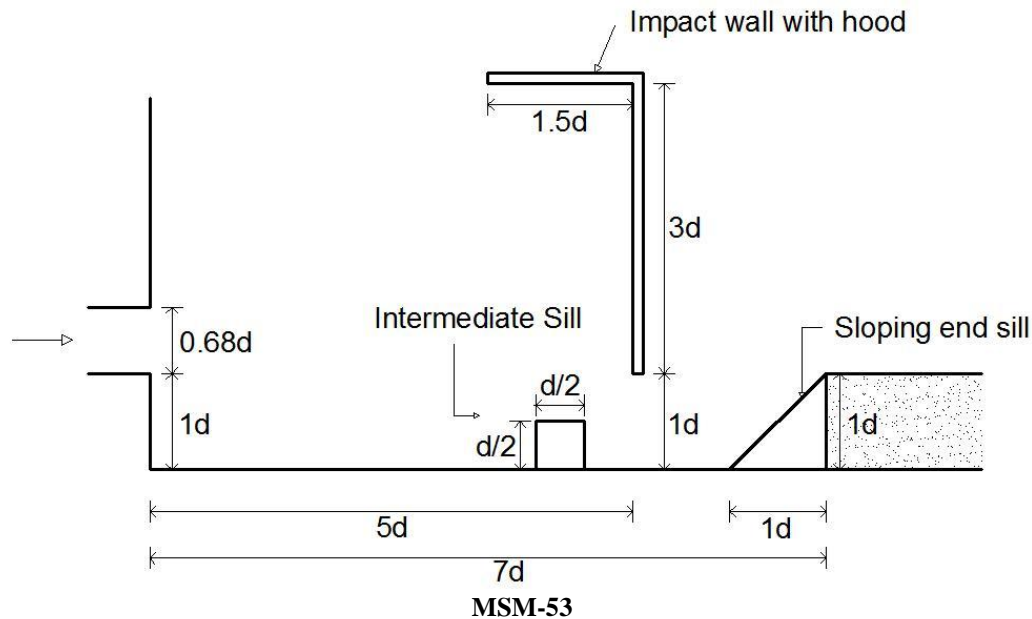 Impact wall with hood
1.5d
3d
Intermediate Sill
Sloping end sill
0.68d
d/2
1d
d/2
1d
1d
5d
1d
7d
MSM-53